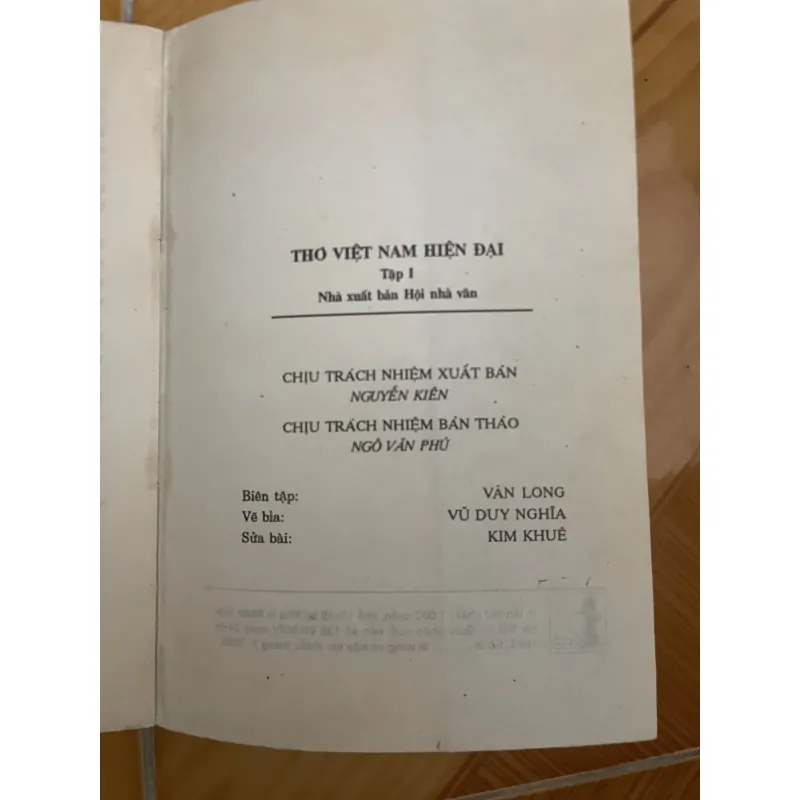 THƠ VIỆT NAM HIỆN ĐẠI
Tập I
Nhà xuất bản Hội nhà văn
CHỊU TRÁCH NHIỆM XUẤT BẢN
NGUYỄN KIÊN
CHỊU TRÁCH NHIỆM BẢN THẢO
NGÔ VĂN PHÚ
Biên tập: VÂN LONG
Vẽ bìa: VŨ DUY NGHĨA
Sửa bài: KIM KHUÊ